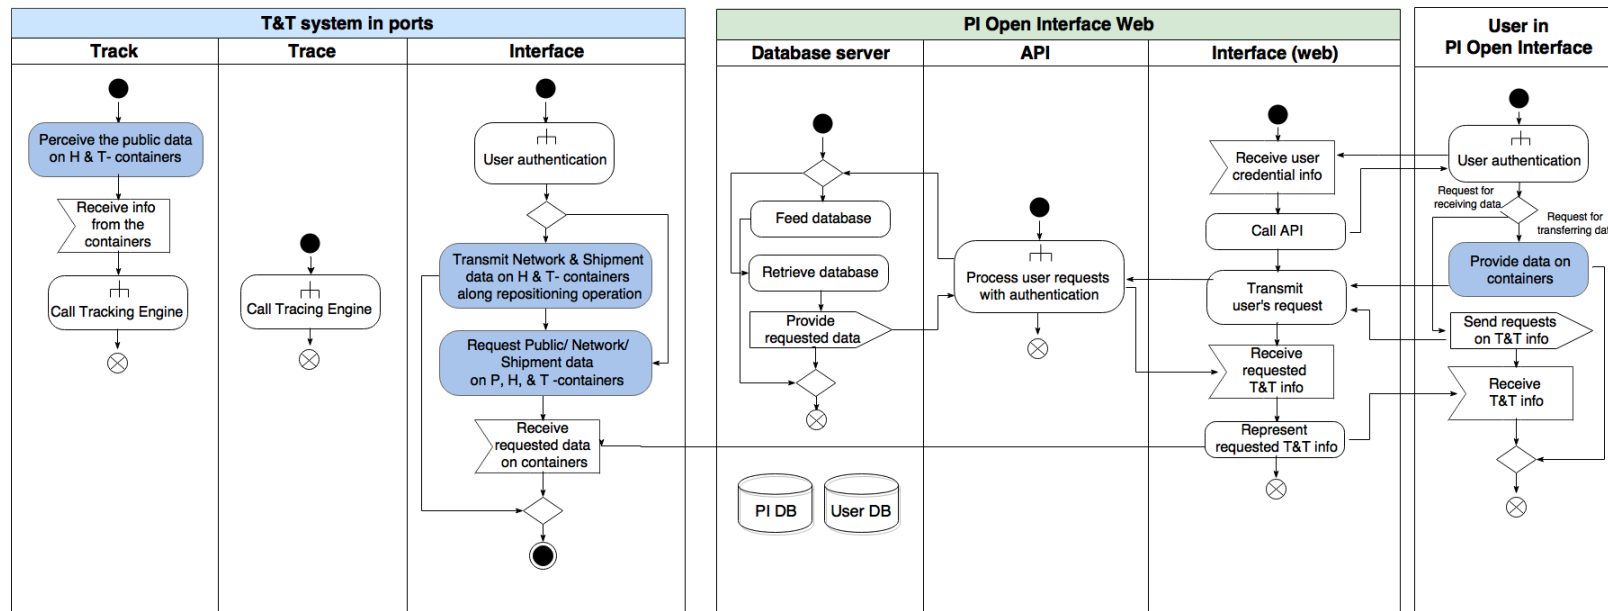 T&T system in ports
Track
Trace
Interface
Perceive the public data
on H & T- containers
Receive info
from the
containers
Call Tracking Engine
Call Tracing Engine
User authentication
Transmit Network & Shipment
data on H & T- containers
along repositioning operation
Request Public/ Network/
Shipment data
on P, H, & T -containers
Receive
requested data
on containers
PI Open Interface Web
Database server
API
Interface (web)
Feed database
Retrieve database
Provide
requested data
PI DB
User DB
Process user requests
with authentication
Receive user
credential info
Call API
Transmit
user's request
Receive
requested
T&T info
Represent
requested T&T info
User in
PI Open Interface
User authentication
Request for
receiving data
Request for
transferring dat
Provide data on
containers
Send requests
on T&T info
Receive
T&T info